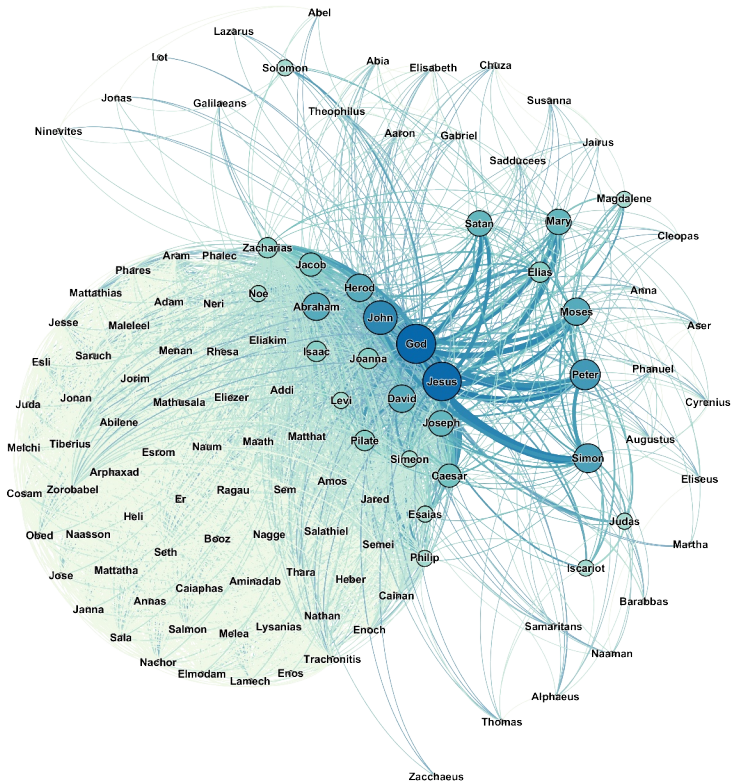 Abel
Lazarus
Lot
Solomon
Abia
Elisabeth
Chuza
Jonas
Galilaeans
Theophilus
Susanna
Ninevites
Aaron
Gabriel
Jairus
Sadducees
Magdalene
Satan
Mary
Cleopas
Zacharias
Aram
Phalec
Jacob
Phares
Elias
Herod
Mattathias
Noe
Anna
Adam
Neri
Abraham
Moses
John
Jesse
Maleleel
Aser
Eliakim
God
Esli
Saruch
Menan
Rhesa
Isaac
Joanna
Phanuel
Jorim
Peter
Jesus
Juda
Jonan
Mathusala
Eliezer
Addi
Levi
David
Cyrenius
Abilene
Joseph
Melchi
Tiberius
Esrom
Naum
Maath
Matthat
Pilate
Augustus
Simeon
Simon
Arphaxad
Caesar
Eliseus
Cosam
Zorobabel
Er
Ragau
Sem
Amos
Jared
Heli
Esaias
Judas
Obed
Naasson
Booz
Nagge
Salathiel
Semei
Martha
Seth
Philip
Iscariot
Jose
Mattatha
Caiaphas
Aminadab
Thara
Heber
Janna
Annas
Cainan
Barabbas
Nathan
Sala
Salmon
Melea
Lysanias
Enoch
Samaritans
Nachor
Trachonitis
Naaman
Elmodam
Lamech
Enos
Alphaeus
Thomas
Zacchaeus